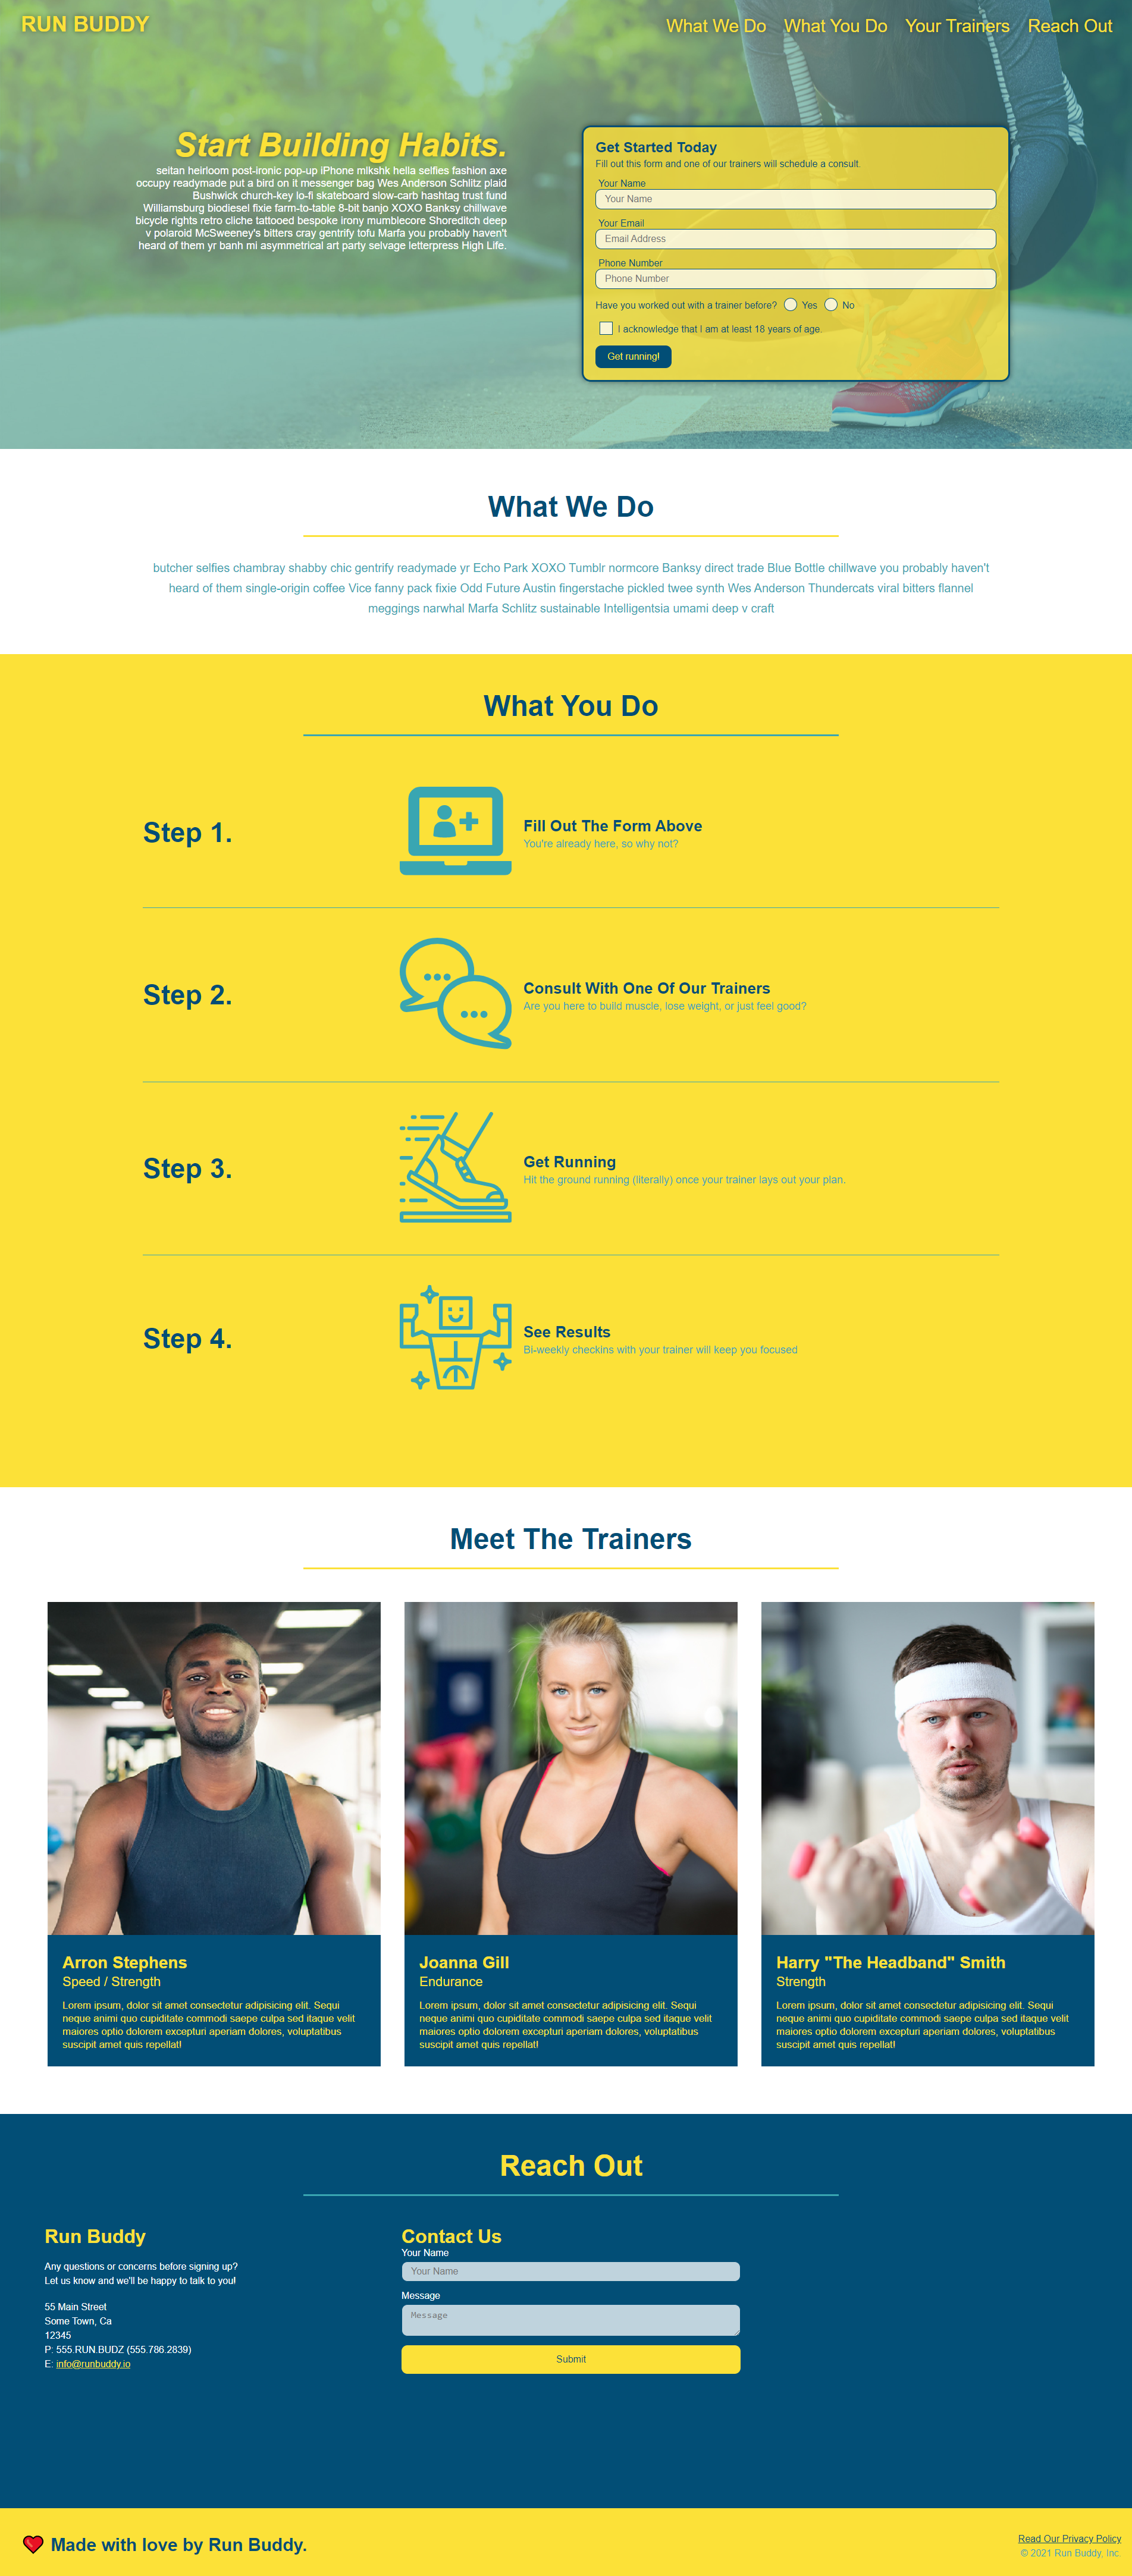 RUN BUDDY
What We Do What You Do Your Trainers Reach Out
Start Building Habits.
seitan heirloom post-ironic pop-up iPhone mlkshk hella selfies fashion axe
occupy readymade put a bird on it messenger bag Wes Anderson Schlitz plaid
Bushwick church-key lo-fi skateboard slow-carb hashtag trust fund
Williamsburg biodiesel fixie farm-to-table 8-bit banjo XOXO Banksy chillwave
bicycle rights retro cliche tattooed bespoke irony mumblecore Shoreditch deep
v polaroid McSweeney's bitters cray gentrify tofu Marfa you probably haven't
heard of them yr banh mi asymmetrical art party selvage letterpress High Life.
Get Started Today
Fill out this form and one of our trainers will schedule a consult.
Your Name
Your Name
Your Email
Email Address
Phone Number
Phone Number
Have you worked out with a trainer before? Yes No
I acknowledge that I am at least 18 years of age.
Get running!
What We Do
butcher selfies chambray shabby chic gentrify readymade yr Echo Park XOXO Tumblr normcore Banksy direct trade Blue Bottle chillwave you probably haven't
heard of them single-origin coffee Vice fanny pack fixie Odd Future Austin fingerstache pickled twee synth Wes Anderson Thundercats viral bitters flannel
meggings narwhal Marfa Schlitz sustainable Intelligentsia umami deep v craft
What You Do
Step 1.
Fill Out The Form Above
You're already here, so why not?
Step 2.
Consult With One Of Our Trainers
Are you here to build muscle, lose weight, or just feel good?
Step 3.
Get Running
Hit the ground running (literally) once your trainer lays out your plan.
Step 4.
See Results
Bi-weekly checkins with your trainer will keep you focused
Meet The Trainers
Arron Stephens
Speed / Strength
Lorem ipsum, dolor sit amet consectetur adipisicing elit. Sequi
neque animi quo cupiditate commodi saepe culpa sed itaque velit
maiores optio dolorem excepturi aperiam dolores, voluptatibus
suscipit amet quis repellat!
Joanna Gill
Endurance
Lorem ipsum, dolor sit amet consectetur adipisicing elit. Sequi
neque animi quo cupiditate commodi saepe culpa sed itaque velit
maiores optio dolorem excepturi aperiam dolores, voluptatibus
suscipit amet quis repellat!
Harry "The Headband" Smith
Strength
Lorem ipsum, dolor sit amet consectetur adipisicing elit. Sequi
neque animi quo cupiditate commodi saepe culpa sed itaque velit
maiores optio dolorem excepturi aperiam dolores, voluptatibus
suscipit amet quis repellat!
Reach Out
Run Buddy
Any questions or concerns before signing up?
Let us know and we'll be happy to talk to you!
55 Main Street
Some Town, Ca
12345
P: 555.RUN.BUDZ (555.786.2839)
E: info@runbuddy.io
Contact Us
Your Name
Your Name
Message
Message
Submit
Made with love by Run Buddy.
Read Our Privacy Policy
© 2021 Run Buddy, Inc.